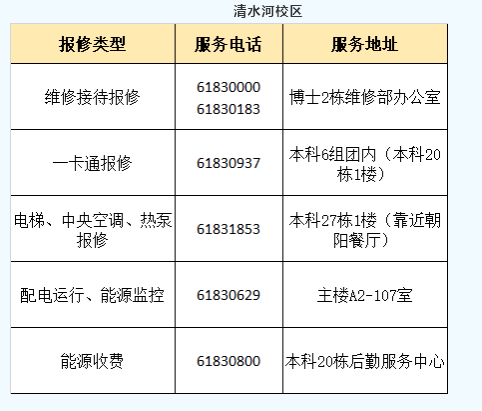 清水河校区
报修类型 服务电话 服务地址
维修接待报修 61830000 博士2栋维修部办公室
61830183
一卡通报修 61830937 本科6组团内（本科20
栋1楼）
电梯、中央空调、热泵 61831853 本科27栋1楼（靠近朝
报修 阳餐厅）
配电运行、能源监控 61830629 主楼A2-107室
能源收费 61830800 本科20栋后勤服务中心